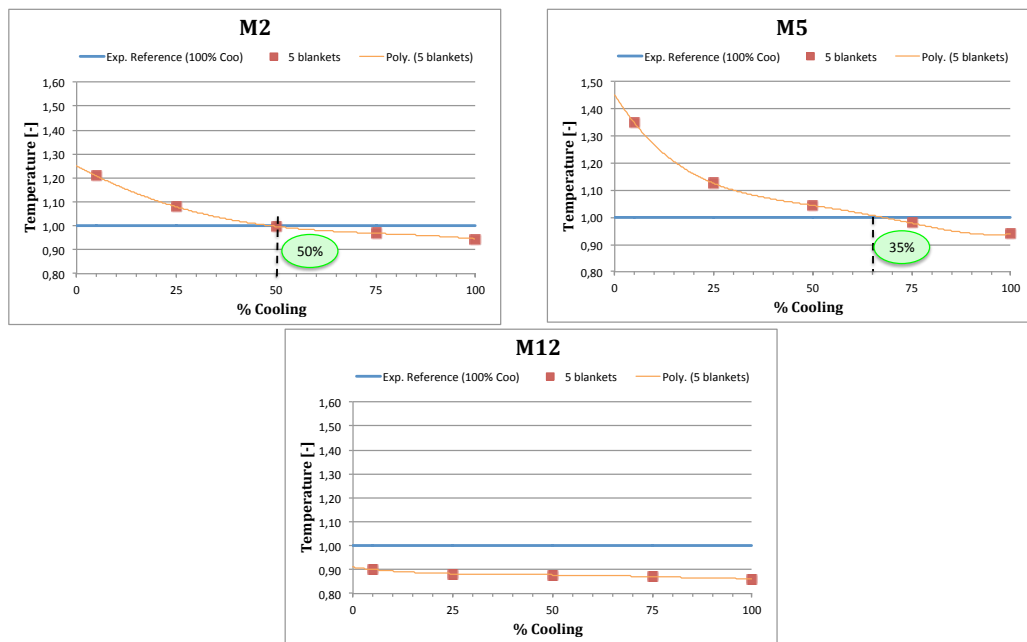 M2
Exp. Reference (100% Coo) 5 blankets Poly. (5 blankets)
1,60
1,50
1,40
1,30
1,20
1,10
1,00
0,90
0,80
Temperature [-]
50%
0 25 50 75 100
% Cooling
M5
Exp. Reference (100% Coo) 5 blankets Poly. (5 blankets)
1,50
1,40
1,30
1,20
1,10
1,00
0,90
0,80
Temperature [-]
35%
0 25 50 75 100
% Cooling
M12
Exp. Reference (100% Coo) 5 blankets Poly. (5 blankets)
1,60
1,50
1,40
1,30
1,20
1,10
1,00
0,90
0,80
Temperature [-]
0 25 50 75 100
% Cooling